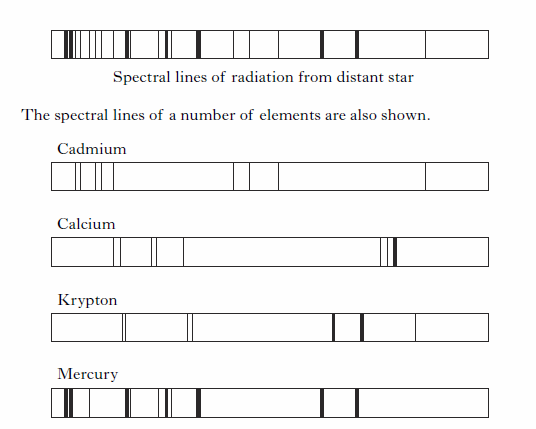 Spectral lines of radiation from distant star
The spectral lines of a number of elements are also shown.
Cadmium
Calcium
Krypton
Mercury